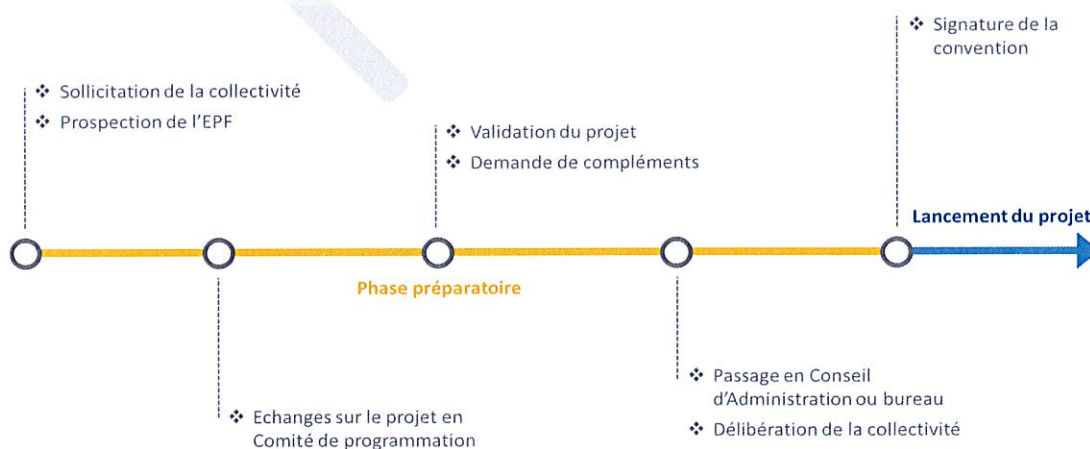 ❖ Signature de la
convention
❖ Sollicitation de la collectivité
❖ Prospection de l'EPF
❖ Validation du projet
❖ Demande de compléments
Lancement du projet
Phase préparatoire
❖ Echanges sur le projet en
Comité de programmation
❖ Passage en Conseil
d'Administration ou bureau
❖ Délibération de la collectivité